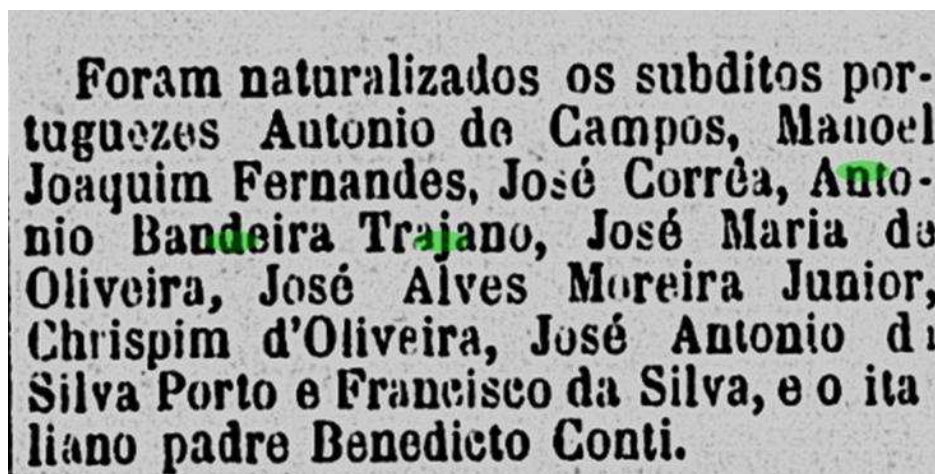 Foram naturalizados os subditos por-
tuguezes Antonio de Campos, Manoel
Joaquim Fernandes, José Corrêa, Anto-
nio Bandeira Trajano, José Maria de
Oliveira, José Alves Moreira Junior,
Chrispim d'Oliveira, José Antonio d
Silva Porto e Francisco da Silva, e o ita
liano padre Benedicto Conti.